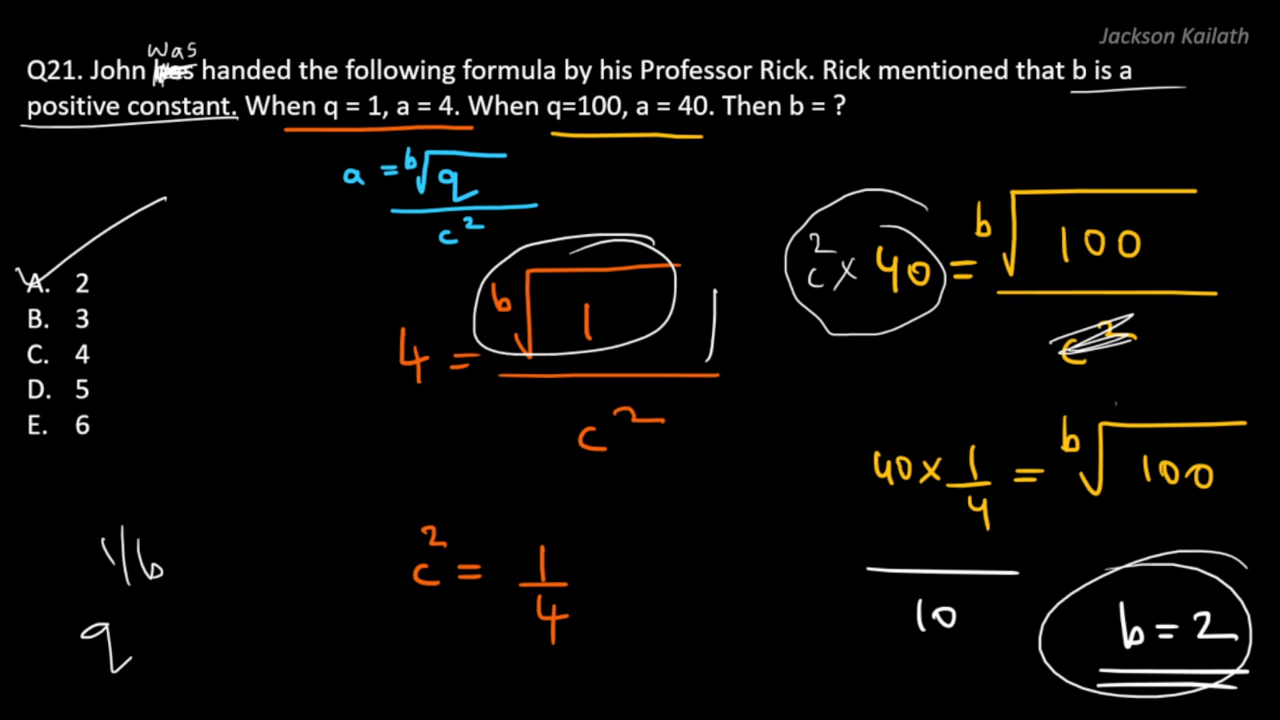 Jackson Kailath
was
Q21. John handed the following formula by his Professor Rick. Rick mentioned that b is a
positive constant. When q = 1, a = 4. When q=100, a = 40. Then b = ?
a = b√q
c²
A. 2
B. 3
C. 4
D. 5
E. 6
4 = b√1 1
c²
c² = 1/4
c² x 40 = b√100
c²
40 x 1/4 = b√100
10
b = 2
1/b
q